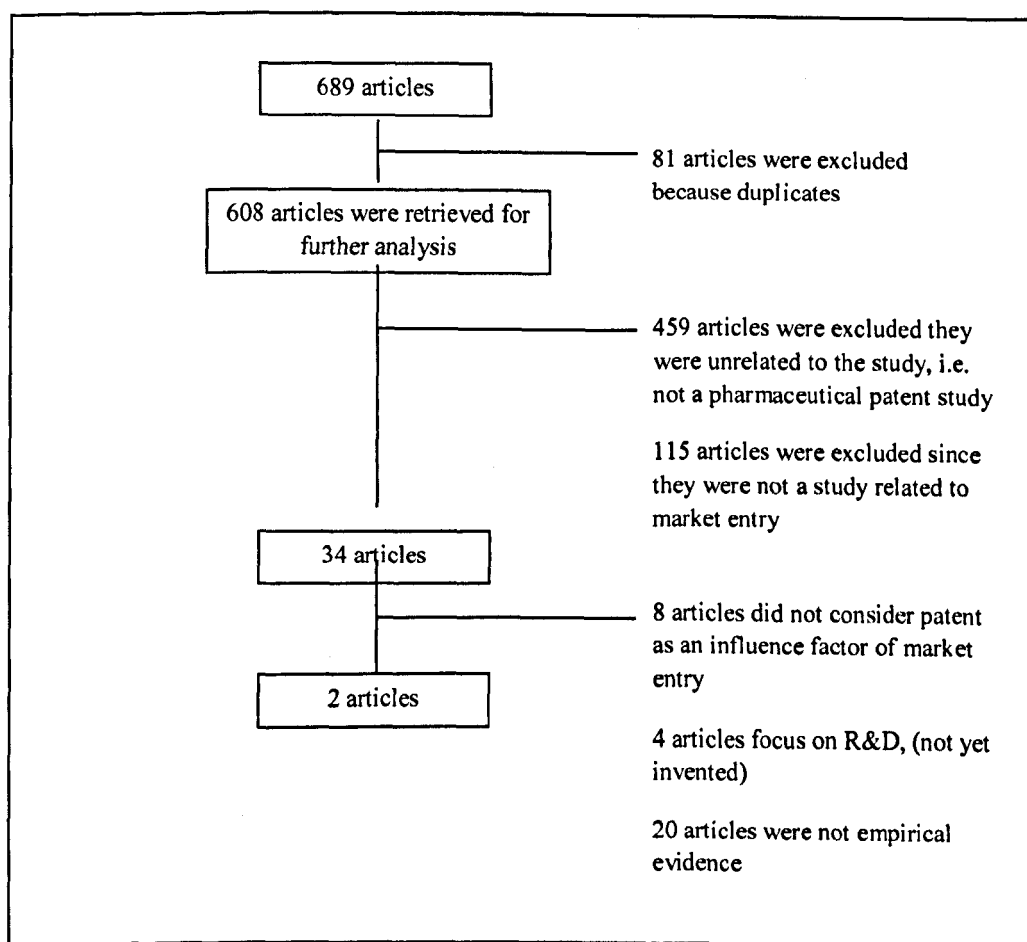 689 articles
81 articles were excluded
because duplicates
608 articles were retrieved for
further analysis
459 articles were excluded they
were unrelated to the study, i.e.
not a pharmaceutical patent study
115 articles were excluded since
they were not a study related to
market entry
34 articles
8 articles did not consider patent
as an influence factor of market
entry
2 articles
4 articles focus on R&D, (not yet
invented)
20 articles were not empirical
evidence